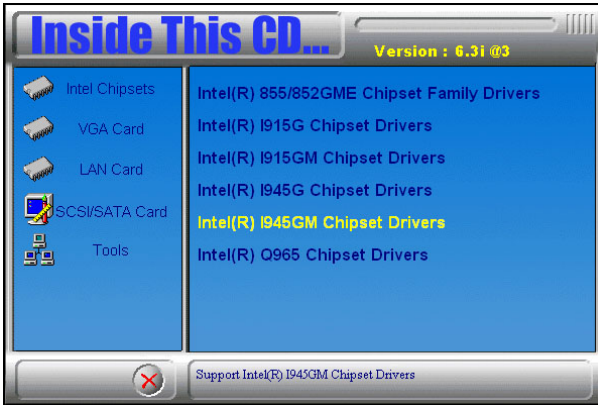 Inside This CD...
Version : 6.3i @3
Intel Chipsets
VGA Card
LAN Card
SCSI/SATA Card
Tools
Intel(R) 855/852GME Chipset Family Drivers
Intel(R) I915G Chipset Drivers
Intel(R) I915GM Chipset Drivers
Intel(R) I945G Chipset Drivers
Intel(R) I945GM Chipset Drivers
Intel(R) Q965 Chipset Drivers
Support Intel(R) I945GM Chipset Drivers